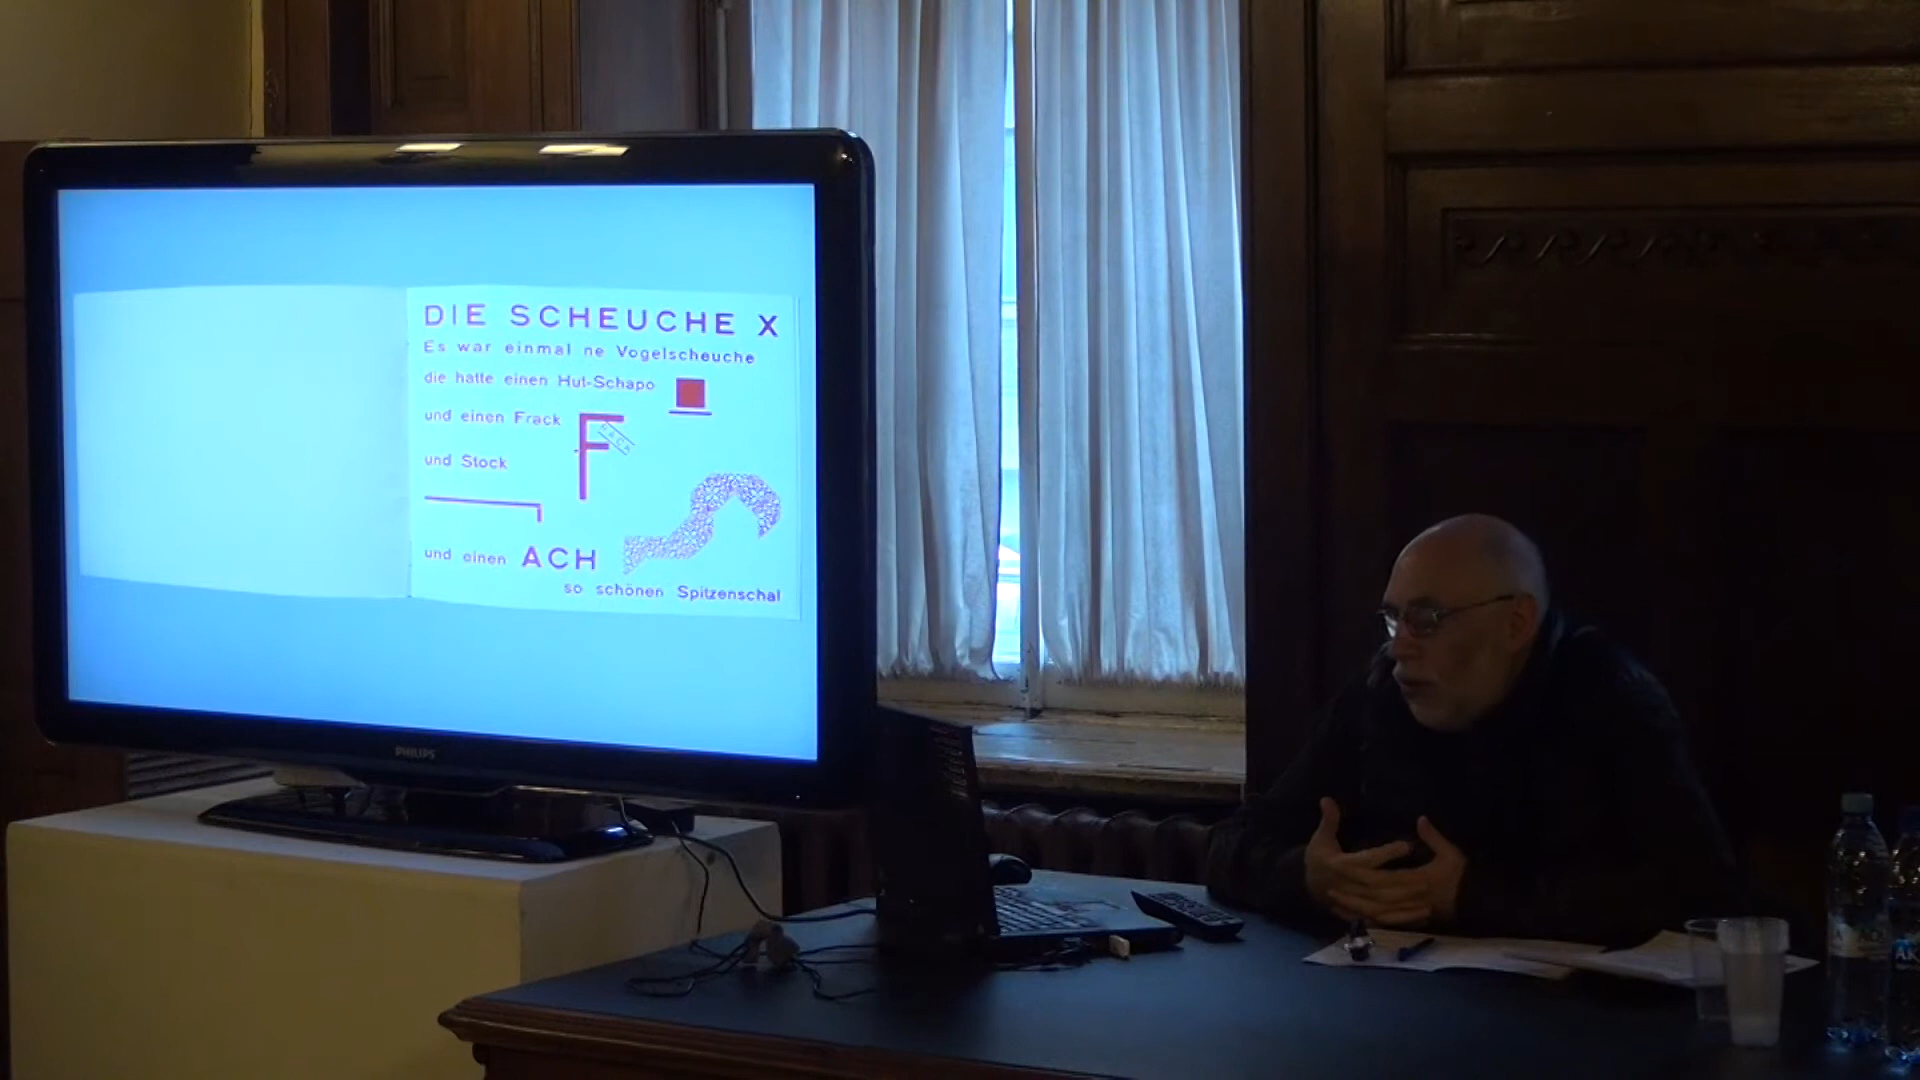 DIE SCHEUCHE X
Es war einmal ne Vogelscheuche
die hatte einen Hut-Schapo
und einen Frack
F
und Stock
und einen ACH
so schönen Spitzenschal
PHILIPS